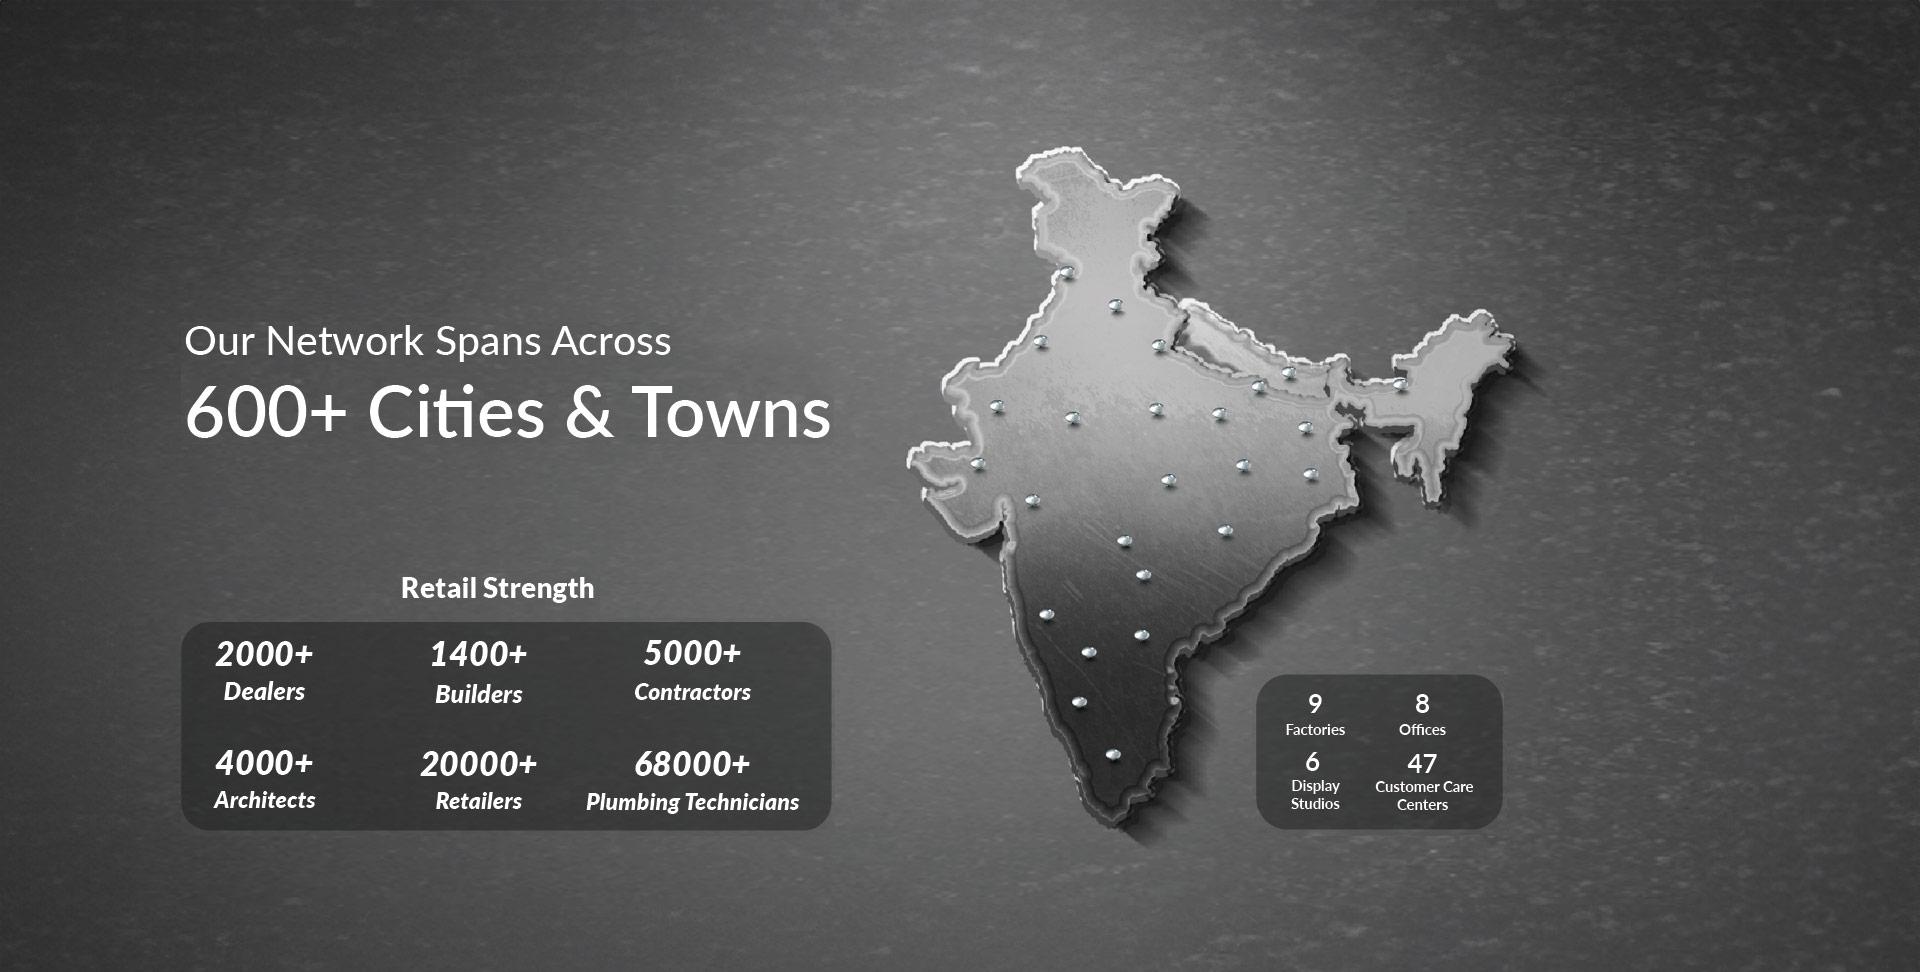 Our Network Spans Across
600+ Cities & Towns
Retail Strength
2000+ 1400+ 5000+
Dealers Builders Contractors
4000+ 20000+ 68000+
Architects Retailers Plumbing Technicians
9 8
Factories Offices
6 47
Display Customer Care
Studios Centers